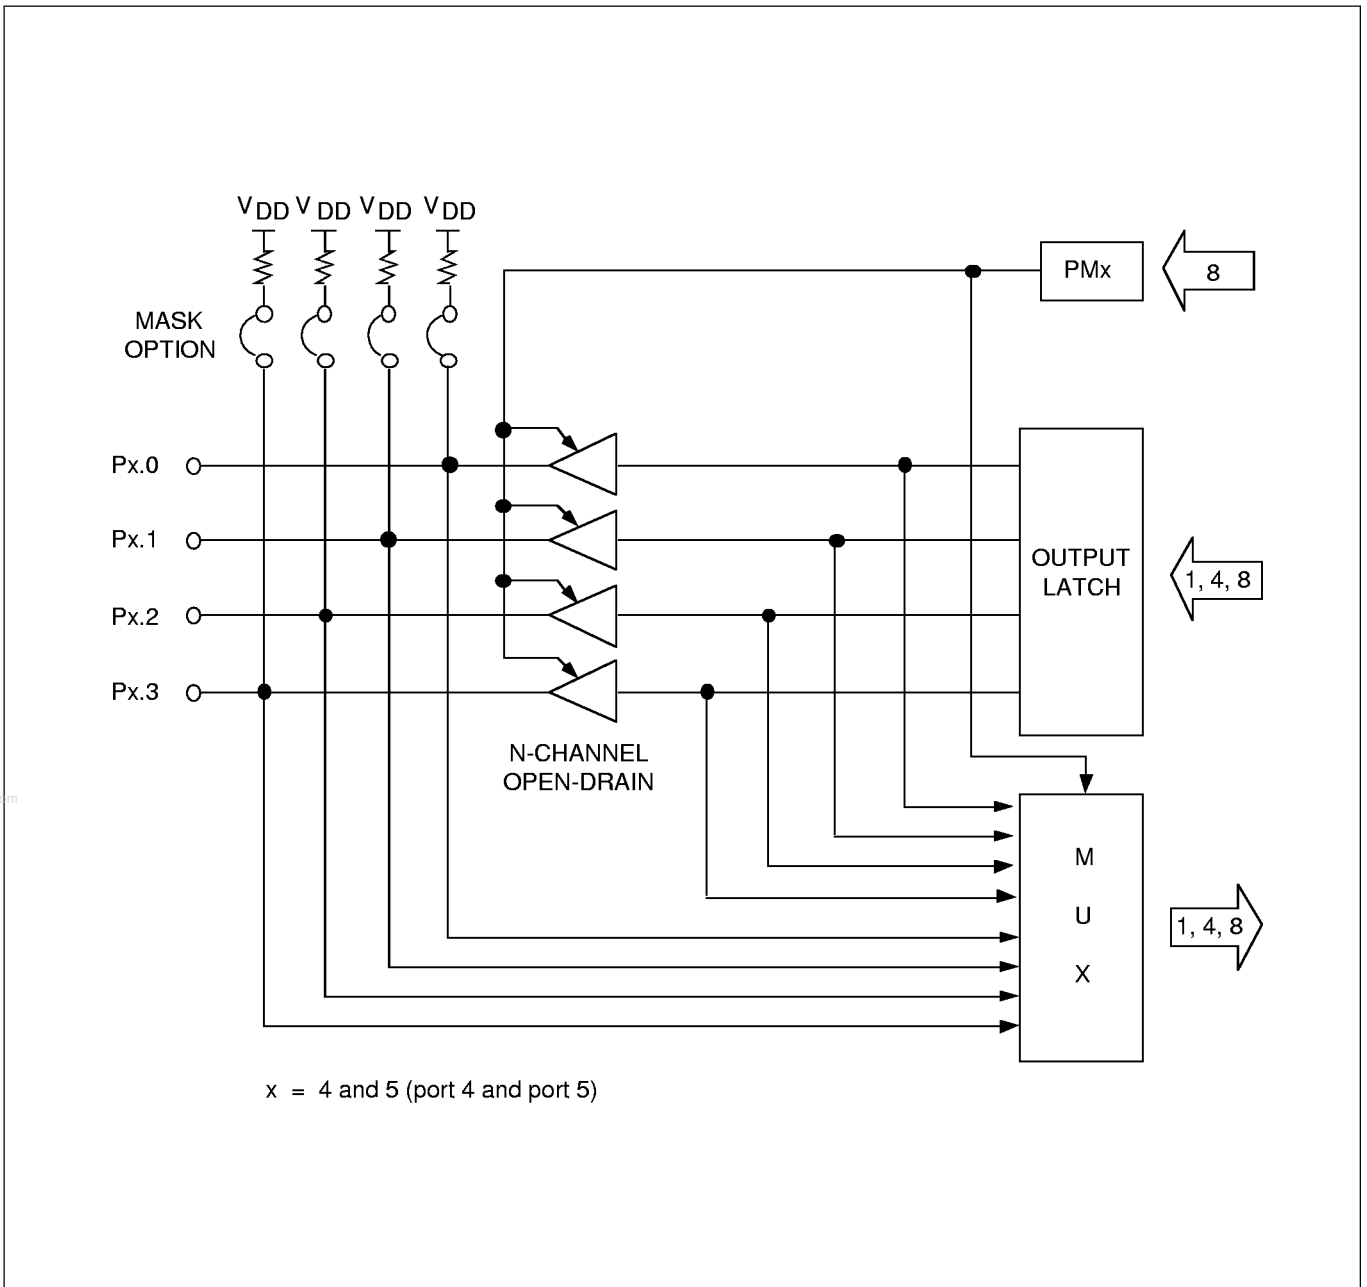 VDD VDD VDD VDD
MASK
OPTION
PMx
8
Px.0
Px.1
Px.2
Px.3
OUTPUT
LATCH
1, 4, 8
N-CHANNEL
OPEN-DRAIN
om
M
U
X
1, 4, 8
x = 4 and 5 (port 4 and port 5)